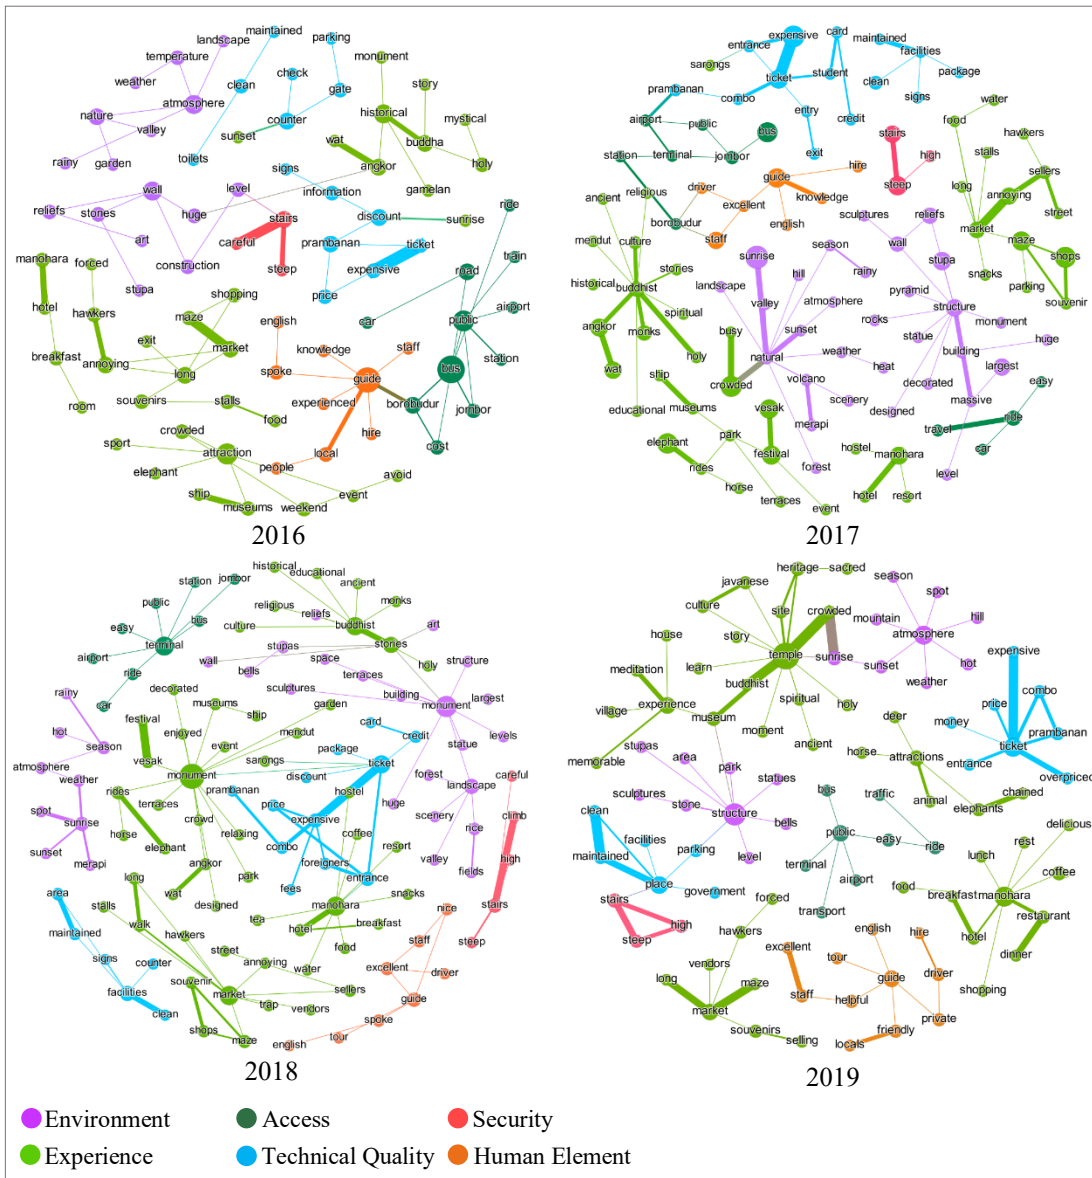 maintained
landscape
parking
temperature
monument
weather
check
clean
story
atmosphere
gate
historical
nature
counter
mystical
valley
sunset
wat
buddha
rainy
toilets
signs
angkor
holy
garden
information
gamelan
level
wall
ride
reliefs
stories
huge
stairs
discount
sunrise
art
careful
prambanan
ticket
train
manohara
forced
construction
steep
expensive
road
stupa
shopping
price
airport
hotel
hawkers
maze
car
public
exit
english
station
breakfast
annoying
market
knowledge
staff
long
spoke
guide
bus
room
souvenirs
stalls
experienced
borobudur
jombor
food
crowded
hire
cost
sport
attraction
local
elephant
people
avoid
ship
event
museums
weekend
2016
expensive
card
maintained
entrance
facilities
sarongs
ticket
student
package
prambanan
combo
clean
signs
water
airport
public
bus
entry
credit
food
stairs
hawkers
station
terminal
jombor
exit
high
stalls
sellers
religious
guide
hire
steep
long
annoying
ancient
driver
excellent
knowledge
street
borobudur
english
sculptures
reliefs
market
mendut
culture
staff
wall
maze
shops
sunrise
season
stupa
snacks
historical
stories
landscape
hill
rainy
parking
buddhist
valley
atmosphere
pyramid
souvenir
spiritual
rocks
structure
monument
angkor
monks
busy
sunset
statue
building
huge
wat
holy
natural
weather
heat
largest
ship
crowded
volcano
decorated
easy
educational
museums
vesak
scenery
designed
massive
ride
elephant
park
merapi
hostel
travel
car
rides
festival
manohara
horse
forest
level
terraces
event
hotel
resort
2017
historical
educational
station
jombor
ancient
public
religious
reliefs
monks
easy
bus
culture
buddhist
art
terminal
stupas
stories
airport
wall
space
holy
structure
ride
bells
terraces
rainy
car
decorated
sculptures
building
largest
museums
garden
monument
hot
festival
enjoyed
ship
card
credit
levels
season
event
mendut
statue
atmosphere
vesak
sarongs
package
ticket
careful
weather
monument
discount
forest
landscape
rides
prambanan
hostel
climb
spot
terraces
price
huge
scenery
sunrise
crowd
expensive
rice
horse
relaxing
coffee
high
sunset
merapi
elephant
combo
foreigners
resort
valley
fields
angkor
park
area
long
wat
fees
entrance
designed
snacks
stairs
stalls
manohara
nice
maintained
walk
tea
breakfast
hawkers
hotel
staff
steep
signs
counter
street
food
annoying
water
excellent
driver
facilities
souvenir
sellers
market
trap
guide
clean
vendors
shops
spoke
maze
english
tour
2018
heritage
sacred
season
javanese
spot
culture
site
crowded
mountain
hill
house
story
atmosphere
expensive
temple
sunrise
meditation
learn
sunset
hot
buddhist
weather
combo
experience
spiritual
price
village
museum
holy
deer
money
prambanan
moment
ticket
memorable
stupas
ancient
horse
attractions
entrance
area
park
overpriced
sculptures
statues
animal
chained
clean
stone
bus
traffic
elephants
structure
bells
delicious
facilities
public
easy
lunch
rest
maintained
parking
level
ride
coffee
place
terminal
food
breakfast
manohara
stairs
government
airport
restaurant
high
forced
transport
steep
hotel
hawkers
english
hire
dinner
excellent
vendors
tour
shopping
long
maze
guide
driver
staff
helpful
market
private
souvenirs
friendly
selling
locals
2019
Environment
Access
Security
Experience
Technical Quality
Human Element